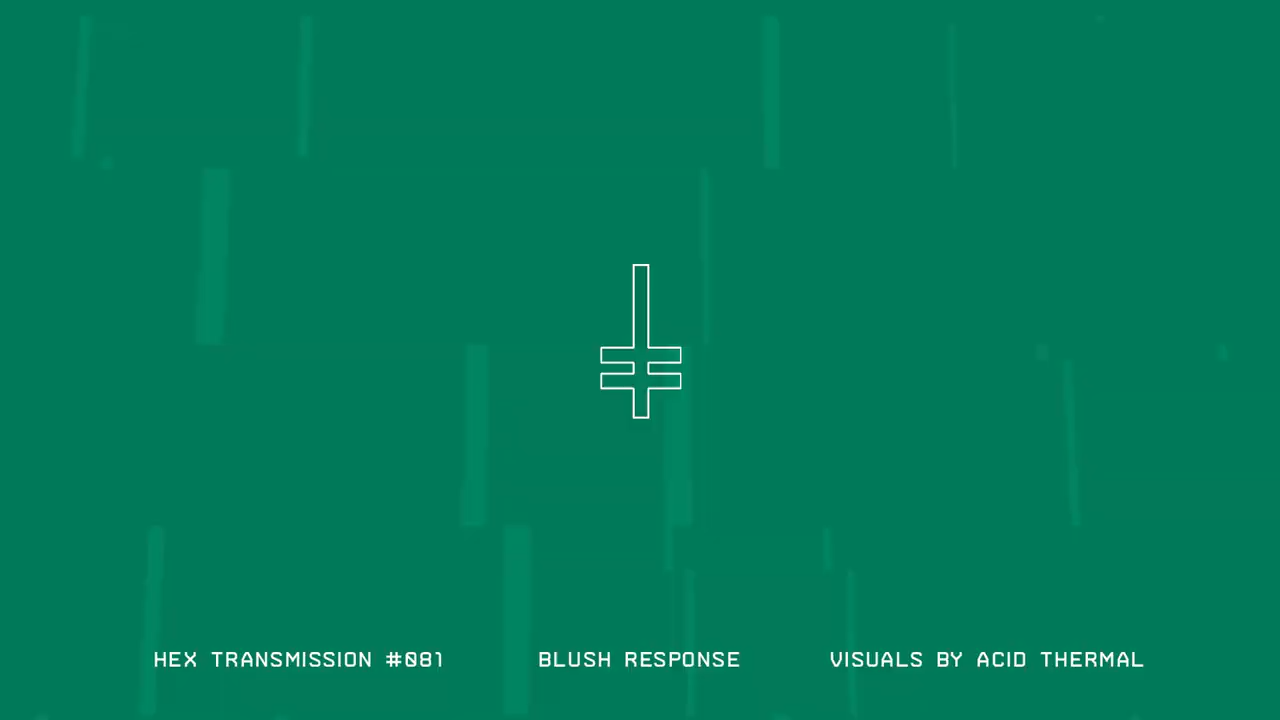 HEX TRANSMISSION #081
BLUSH RESPONSE
VISUALS BY ACID THERMAL